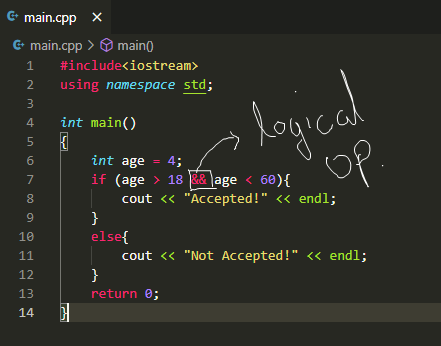 main.cpp
main.cpp > main()
1 #include<iostream>
2 using namespace std;
3
4 int main()
5 {
6 int age = 4;
7 if (age > 18 && age < 60){
8 cout << "Accepted!" << endl;
9 }
10 else{
11 cout << "Not Accepted!" << endl;
12 }
13 return 0;
14 }
logical
op.